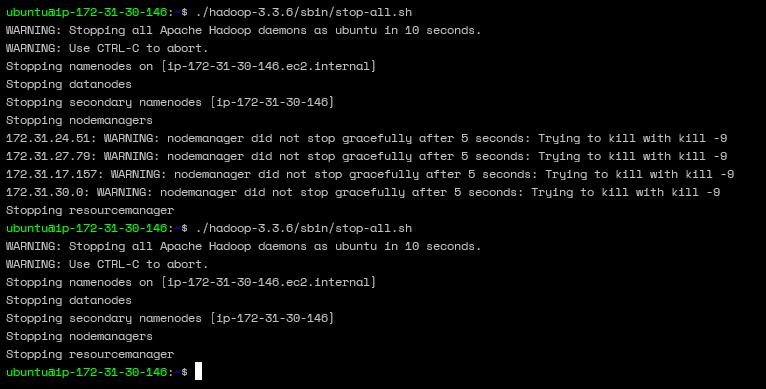 ubuntu@ip-172-31-30-146:~$ ./hadoop-3.3.6/sbin/stop-all.sh
WARNING: Stopping all Apache Hadoop daemons as ubuntu in 10 seconds.
WARNING: Use CTRL-C to abort.
Stopping namenodes on [ip-172-31-30-146.ec2.internal]
Stopping datanodes
Stopping secondary namenodes [ip-172-31-30-146]
Stopping nodemanagers
172.31.24.51: WARNING: nodemanager did not stop gracefully after 5 seconds: Trying to kill with kill -9
172.31.27.79: WARNING: nodemanager did not stop gracefully after 5 seconds: Trying to kill with kill -9
172.31.17.157: WARNING: nodemanager did not stop gracefully after 5 seconds: Trying to kill with kill -9
172.31.30.0: WARNING: nodemanager did not stop gracefully after 5 seconds: Trying to kill with kill -9
Stopping resourcemanager
ubuntu@ip-172-31-30-146:~$ ./hadoop-3.3.6/sbin/stop-all.sh
WARNING: Stopping all Apache Hadoop daemons as ubuntu in 10 seconds.
WARNING: Use CTRL-C to abort.
Stopping namenodes on [ip-172-31-30-146.ec2.internal]
Stopping datanodes
Stopping secondary namenodes [ip-172-31-30-146]
Stopping nodemanagers
Stopping resourcemanager
ubuntu@ip-172-31-30-146:~$